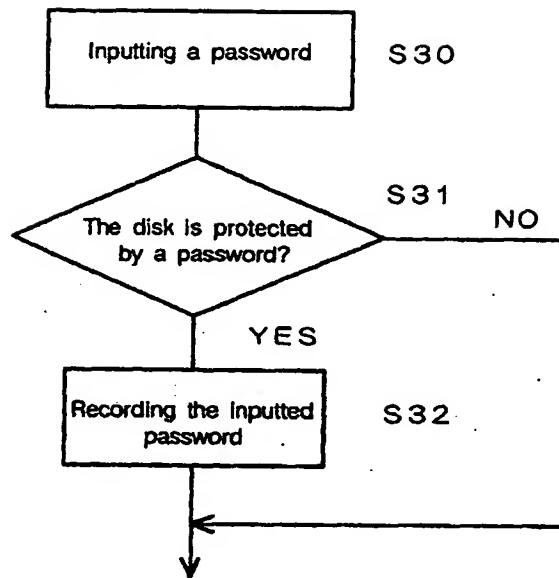 Inputting a password
S30
S31
The disk is protected
by a password?
NO
YES
Recording the inputted
password
S32